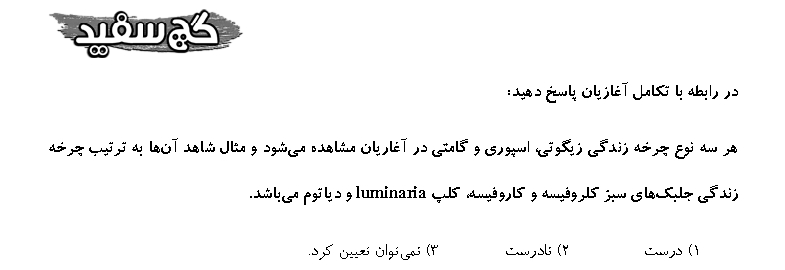 گچ سفید
در رابطه با تکامل آغازیان پاسخ دهید:
هر سه نوع چرخه زندگی زیگوتی، اسپوری و گامتی در آغازیان مشاهده می‌شود و مثال شاهد آن‌ها به ترتیب چرخه
زندگی جلبک‌های سبز کلروفیسه و کاروفیسه، کلپ luminaria و دیاتوم می‌باشد.
۱) درست ۲) نادرست ۳) نمی‌توان تعیین کرد.